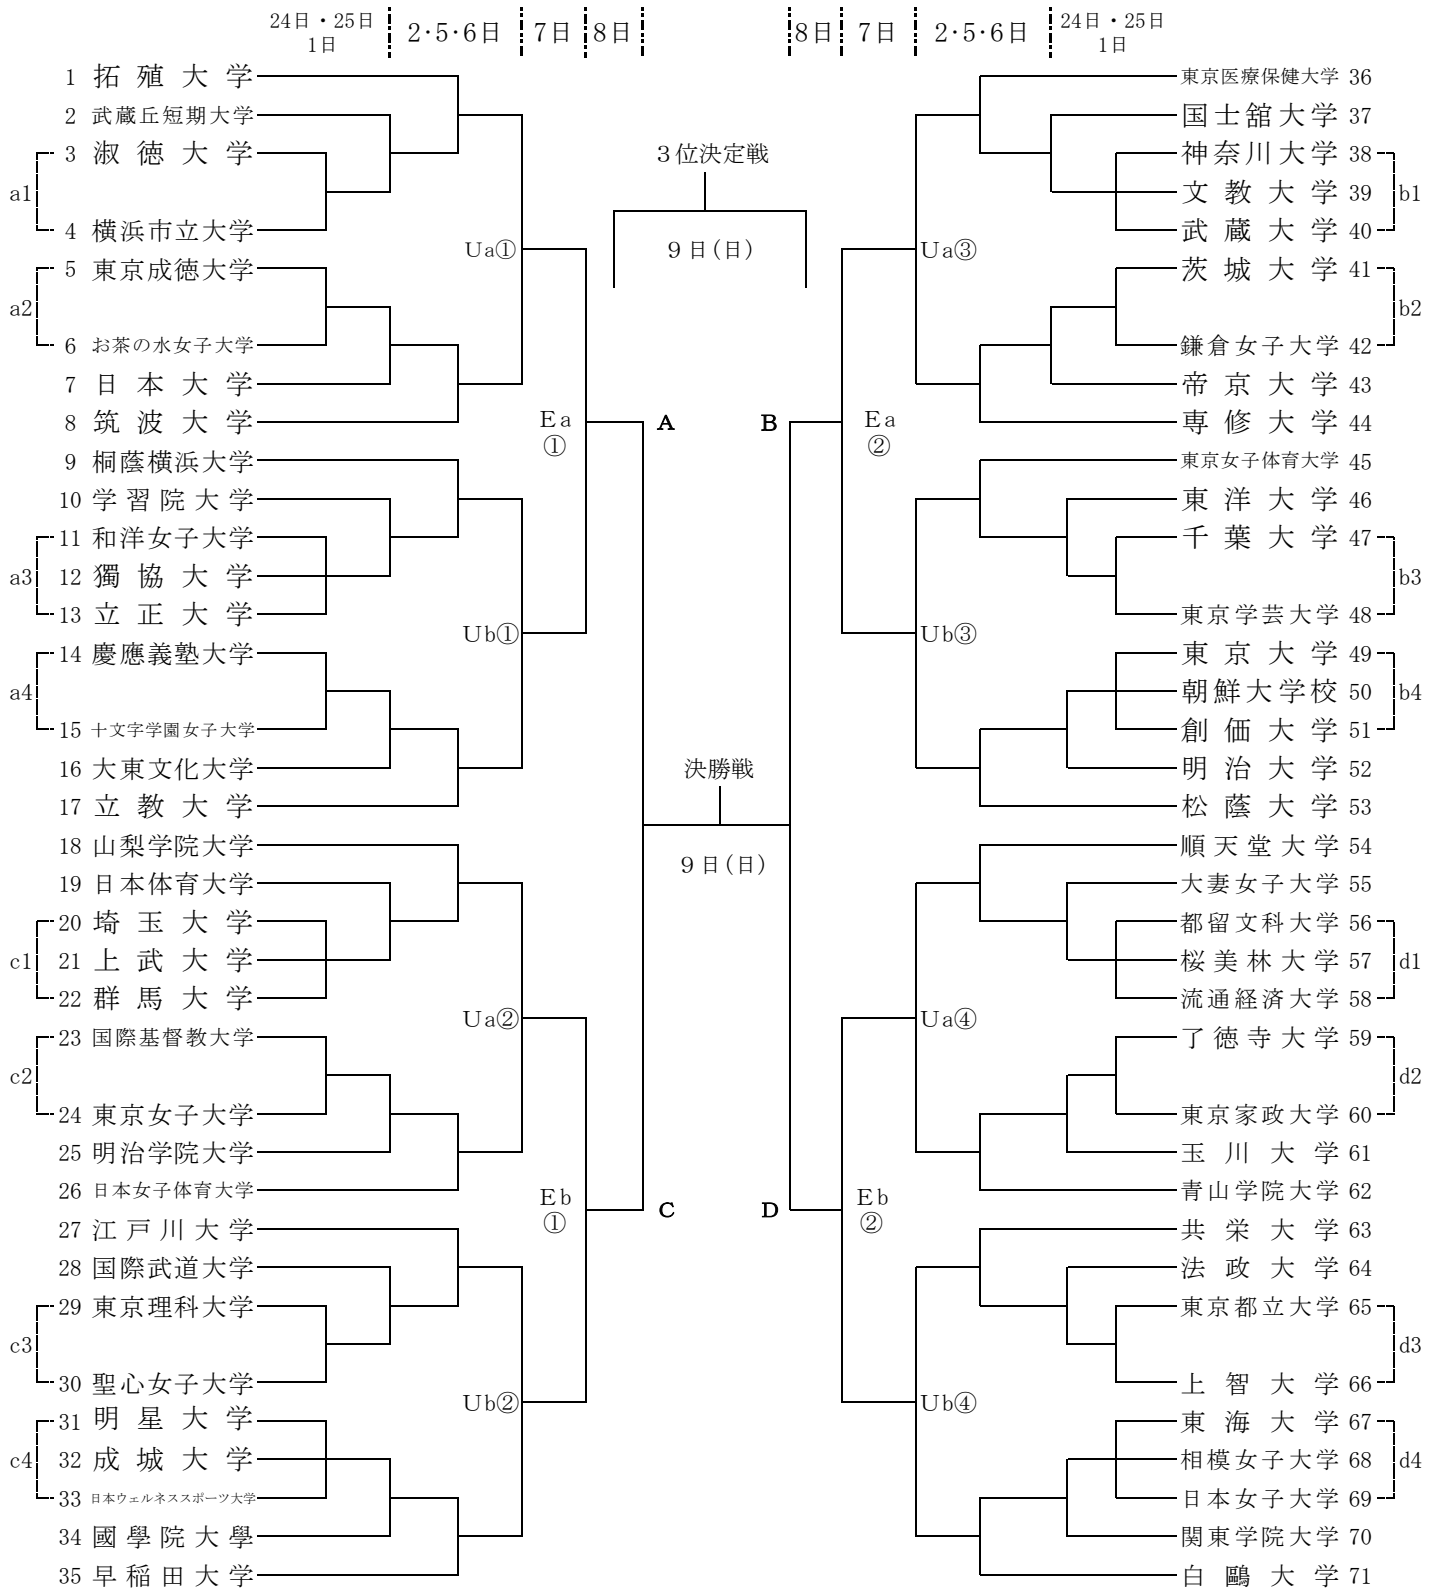 24日・25日
1日
2・5・6日
7日
8日
8日
7日
2・5・6日
24日・25日
1日
1 拓殖大学
2 武蔵丘短期大学
3 淑徳大学
a1
4 横浜市立大学
5 東京成徳大学
a2
6 お茶の水女子大学
7 日本大学
8 筑波大学
9 桐蔭横浜大学
10 学習院大学
11 和洋女子大学
a3
12 獨協大学
13 立正大学
14 慶應義塾大学
a4
15 十文字学園女子大学
16 大東文化大学
17 立教大学
18 山梨学院大学
19 日本体育大学
20 埼玉大学
c1
21 上武大学
22 群馬大学
23 国際基督教大学
c2
24 東京女子大学
25 明治学院大学
26 日本女子体育大学
27 江戸川大学
28 国際武道大学
29 東京理科大学
c3
30 聖心女子大学
31 明星大学
c4
32 成城大学
33 日本ウェルネススポーツ大学
34 國學院大學
35 早稲田大学
Ua①
Ea
①
Ub①
Ua②
Eb
①
Ub②
A
C
3位決定戦
9日(日)
決勝戦
9日(日)
B
D
Ua③
Ea
②
Ub③
Ua④
Eb
②
Ub④
東京医療保健大学 36
国士舘大学 37
神奈川大学 38
文教大学 39
b1
武蔵大学 40
茨城大学 41
b2
鎌倉女子大学 42
帝京大学 43
専修大学 44
東京女子体育大学 45
東洋大学 46
千葉大学 47
b3
東京学芸大学 48
東京大学 49
朝鮮大学校 50
b4
創価大学 51
明治大学 52
松蔭大学 53
順天堂大学 54
大妻女子大学 55
都留文科大学 56
桜美林大学 57
d1
流通経済大学 58
了徳寺大学 59
d2
東京家政大学 60
玉川大学 61
青山学院大学 62
共栄大学 63
法政大学 64
東京都立大学 65
d3
上智大学 66
東海大学 67
相模女子大学 68
d4
日本女子大学 69
関東学院大学 70
白鷗大学 71